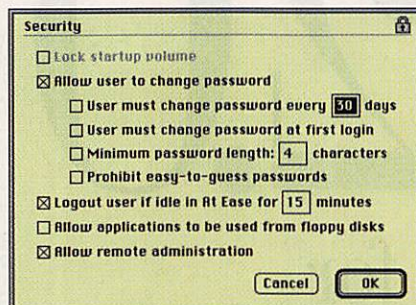 Security
Lock startup volume
Allow user to change password
User must change password every 30 days
User must change password at first login
Minimum password length: 4 characters
Prohibit easy-to-guess passwords
Logout user if idle in At Ease for 15 minutes
Allow applications to be used from floppy disks
Allow remote administration
Cancel OK